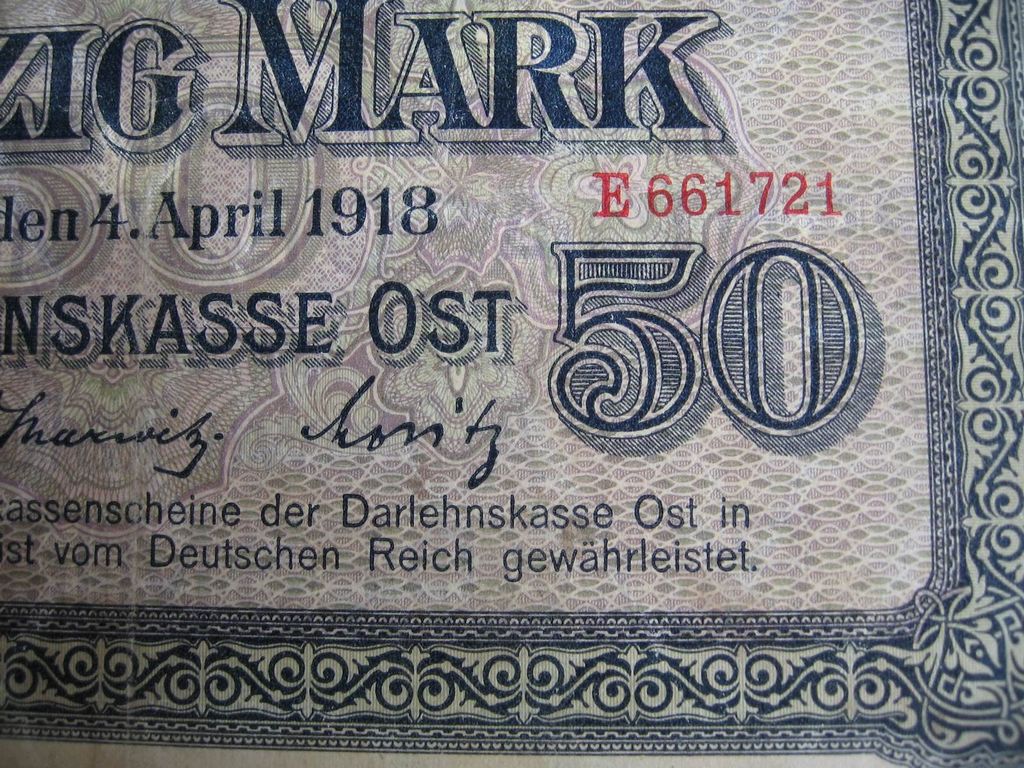 ZIG MARK
den 4. April 1918
E661721
NSKASSE OST
50
kassenscheine der Darlehnskasse Ost in
ist vom Deutschen Reich gewährleistet.